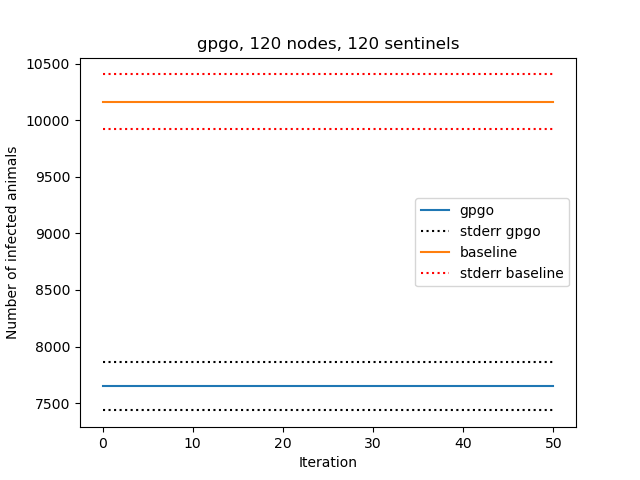 gpgo, 120 nodes, 120 sentinels
10500
10000
9500
9000
8500
8000
7500
Number of infected animals
gpgo
stderr gpgo
baseline
stderr baseline
0 10 20 30 40 50
Iteration